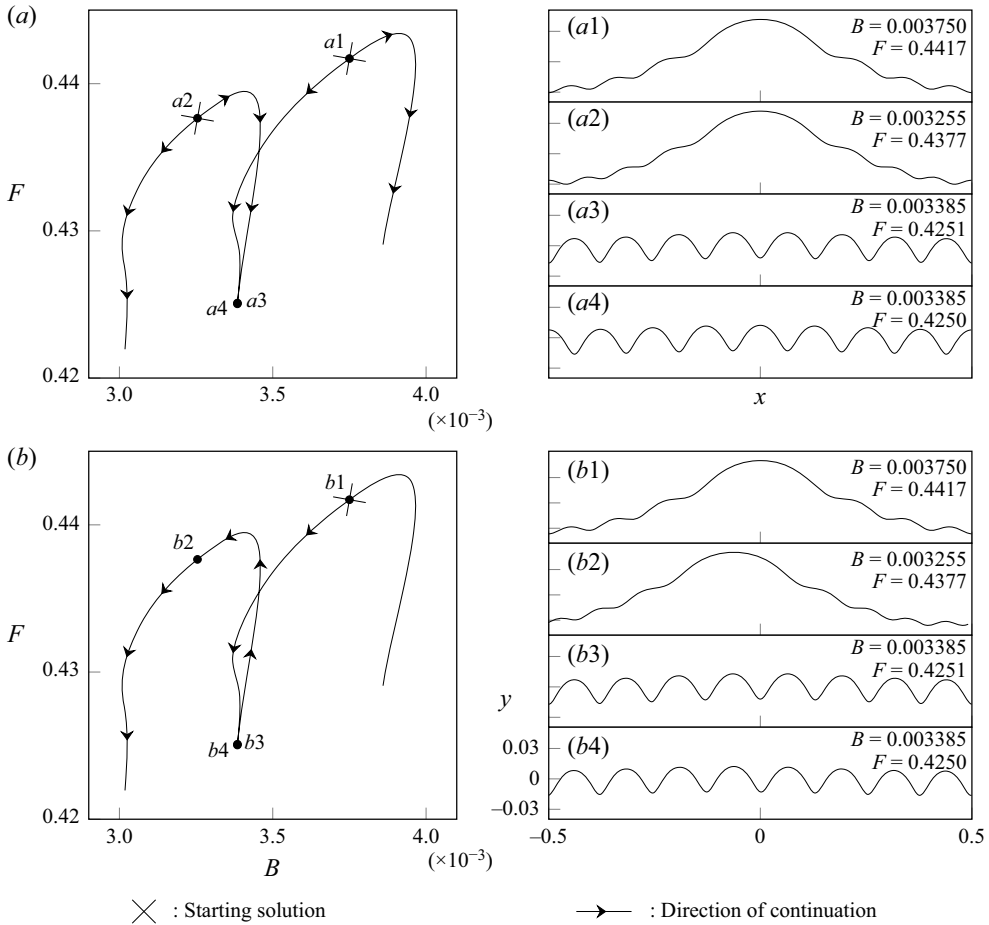 (a)
a1
a2
a4 a3
F
0.44
0.43
0.42
3.0 3.5 4.0
(×10⁻³)
(a1) B = 0.003750
F = 0.4417
(a2) B = 0.003255
F = 0.4377
(a3) B = 0.003385
F = 0.4251
(a4) B = 0.003385
F = 0.4250
x
(b)
b1
b2
b4 b3
F
0.44
0.43
0.42
3.0 3.5 4.0
(×10⁻³)
B
(b1) B = 0.003750
F = 0.4417
(b2) B = 0.003255
F = 0.4377
(b3) B = 0.003385
F = 0.4251
y
(b4) B = 0.003385
F = 0.4250
0.03
0
–0.03
–0.5 0 0.5
: Starting solution
: Direction of continuation